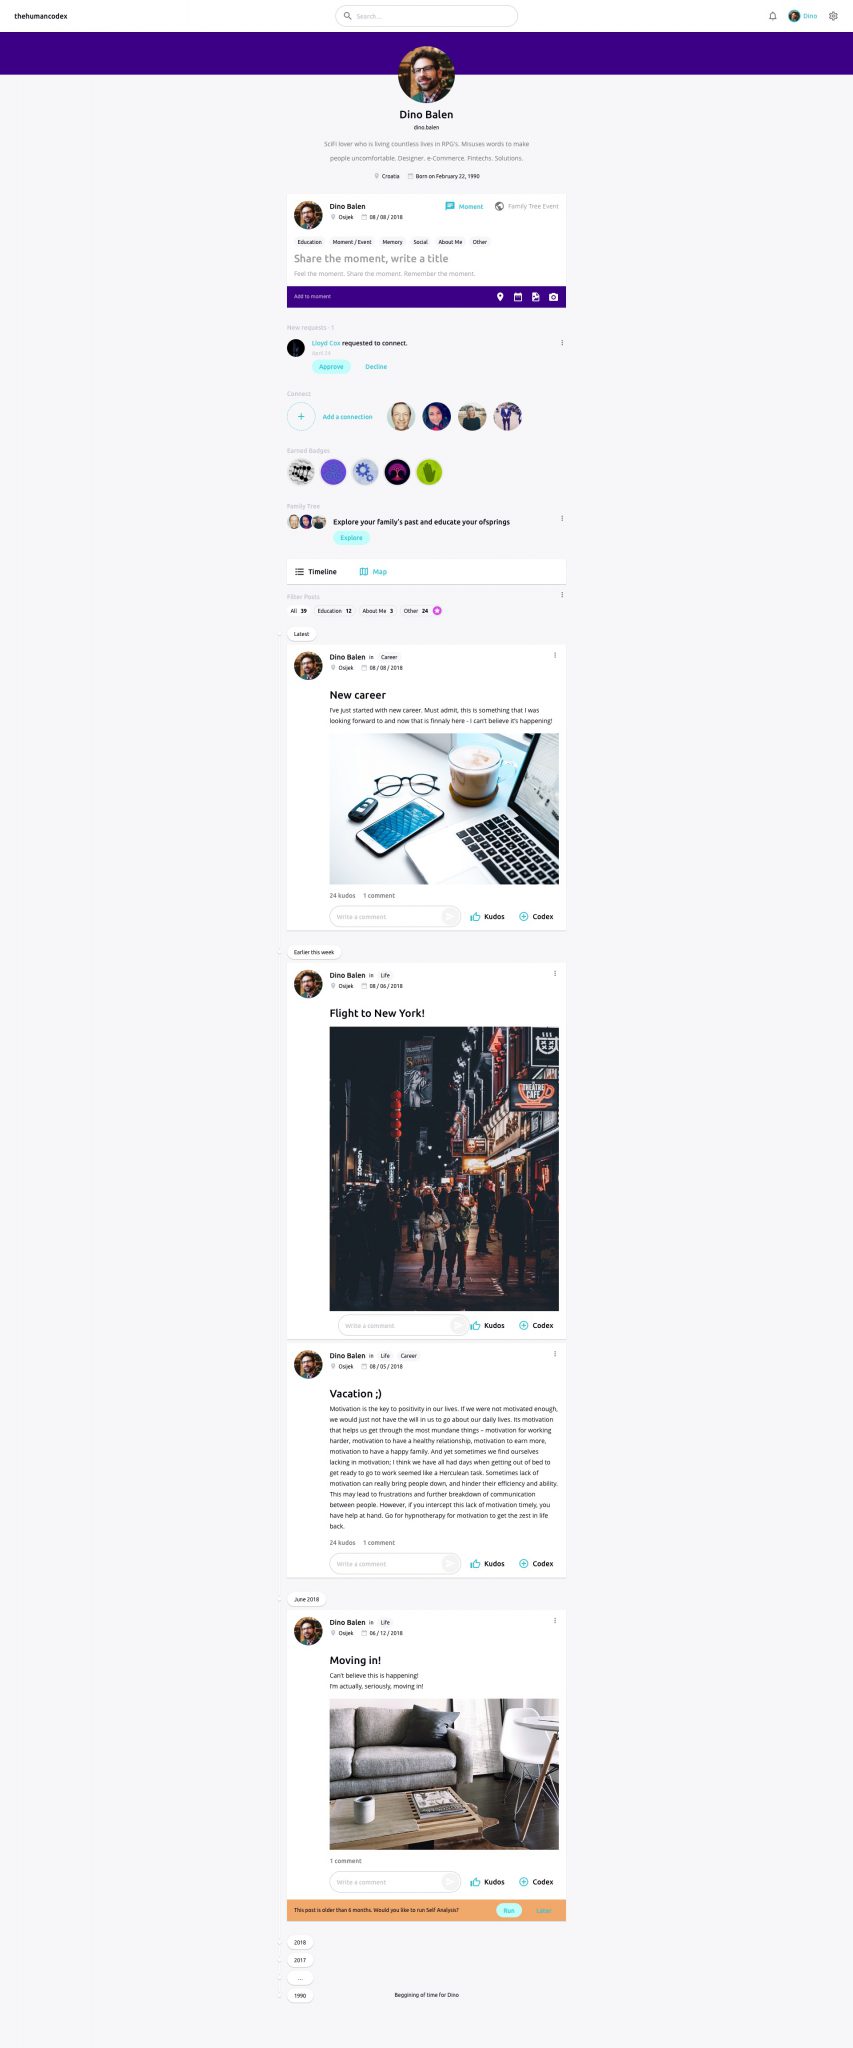 thehumancodex
Search...
Dino
Dino Balen
dino.balen
SciFi lover who is living countless lives in RPG's. Misuses words to make
people uncomfortable. Designer. e-Commerce. Fintechs. Solutions.
Croatia Born on February 22, 1990
Dino Balen Moment Family Tree Event
Osijek 08 / 08 / 2018
Education Moment / Event Memory Social About Me Other
Share the moment, write a title
Feel the moment. Share the moment. Remember the moment.
Add to moment
New requests · 1
Lloyd Cox requested to connect.
April 24
Approve Decline
Connect
Add a connection
Earned Badges
Family Tree
Explore your family's past and educate your ofsprings
Explore
Timeline Map
Filter Posts
All 39 Education 12 About Me 3 Other 24
Latest
Dino Balen in Career
Osijek 08 / 08 / 2018
New career
I've just started with new career. Must admit, this is something that I was
looking forward to and now that is finnaly here - I can't believe it's happening!
24 kudos 1 comment
Write a comment Kudos Codex
Earlier this week
Dino Balen in Life
Osijek 08 / 06 / 2018
Flight to New York!
THEATRE
CAFE
Write a comment Kudos Codex
Dino Balen in Life Career
Osijek 08 / 05 / 2018
Vacation ;)
Motivation is the key to positivity in our lives. If we were not motivated enough,
we would just not have the will in us to go about our daily lives. Its motivation
that helps us get through the most mundane things – motivation for working
harder, motivation to have a healthy relationship, motivation to earn more,
motivation to have a happy family. And yet sometimes we find ourselves
lacking in motivation; I think we have all had days when getting out of bed to
get ready to go to work seemed like a Herculean task. Sometimes lack of
motivation can really bring people down, and hinder their efficiency and ability.
This may lead to frustrations and further breakdown of communication
between people. However, if you intercept this lack of motivation timely, you
have help at hand. Go for hypnotherapy for motivation to get the zest in life
back.
24 kudos 1 comment
Write a comment Kudos Codex
June 2018
Dino Balen in Life
Osijek 06 / 12 / 2018
Moving in!
Can't believe this is happening!
I'm actually, seriously, moving in!
1 comment
Write a comment Kudos Codex
This post is older than 6 months. Would you like to run Self Analysis? Run Later
2018
2017
...
1990 Beggining of time for Dino